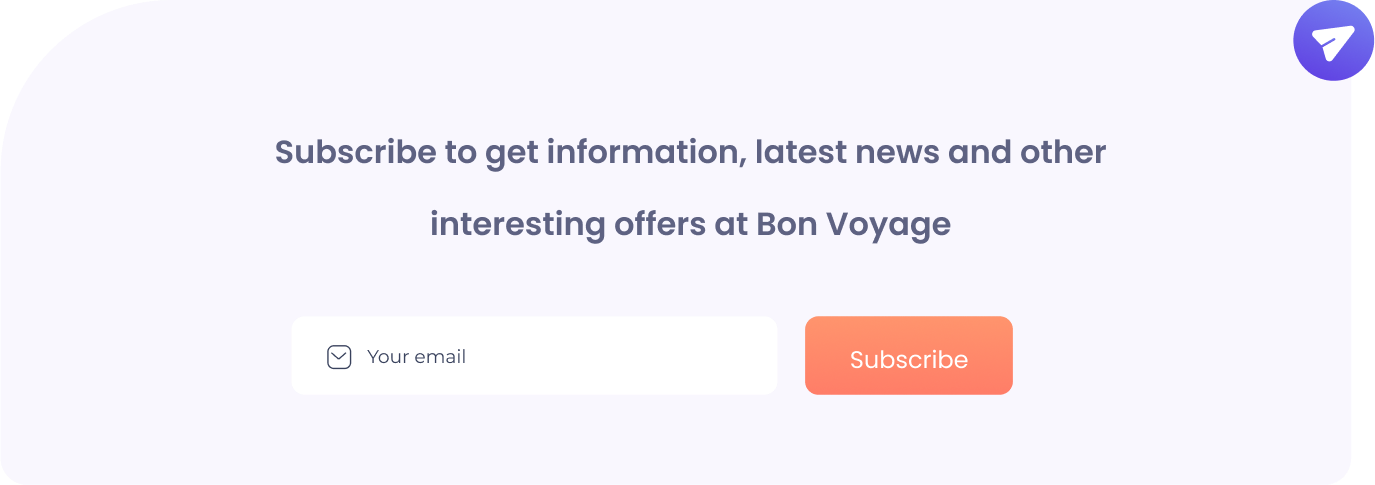 Subscribe to get information, latest news and other
interesting offers at Bon Voyage
Your email
Subscribe